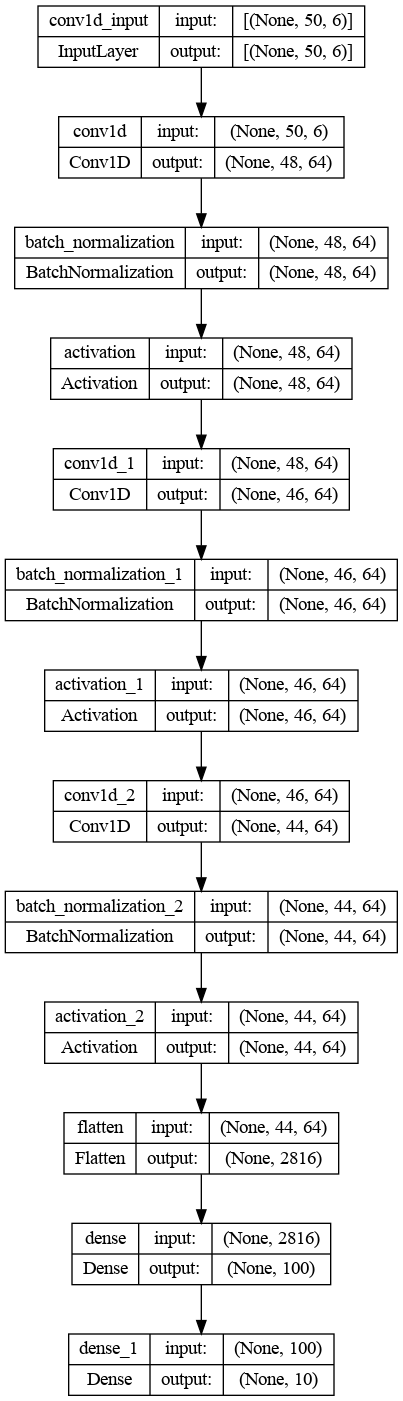 conv1d_input input: [(None, 50, 6)]
InputLayer output: [(None, 50, 6)]
conv1d input: (None, 50, 6)
Conv1D output: (None, 48, 64)
batch_normalization input: (None, 48, 64)
BatchNormalization output: (None, 48, 64)
activation input: (None, 48, 64)
Activation output: (None, 48, 64)
conv1d_1 input: (None, 48, 64)
Conv1D output: (None, 46, 64)
batch_normalization_1 input: (None, 46, 64)
BatchNormalization output: (None, 46, 64)
activation_1 input: (None, 46, 64)
Activation output: (None, 46, 64)
conv1d_2 input: (None, 46, 64)
Conv1D output: (None, 44, 64)
batch_normalization_2 input: (None, 44, 64)
BatchNormalization output: (None, 44, 64)
activation_2 input: (None, 44, 64)
Activation output: (None, 44, 64)
flatten input: (None, 44, 64)
Flatten output: (None, 2816)
dense input: (None, 2816)
Dense output: (None, 100)
dense_1 input: (None, 100)
Dense output: (None, 10)